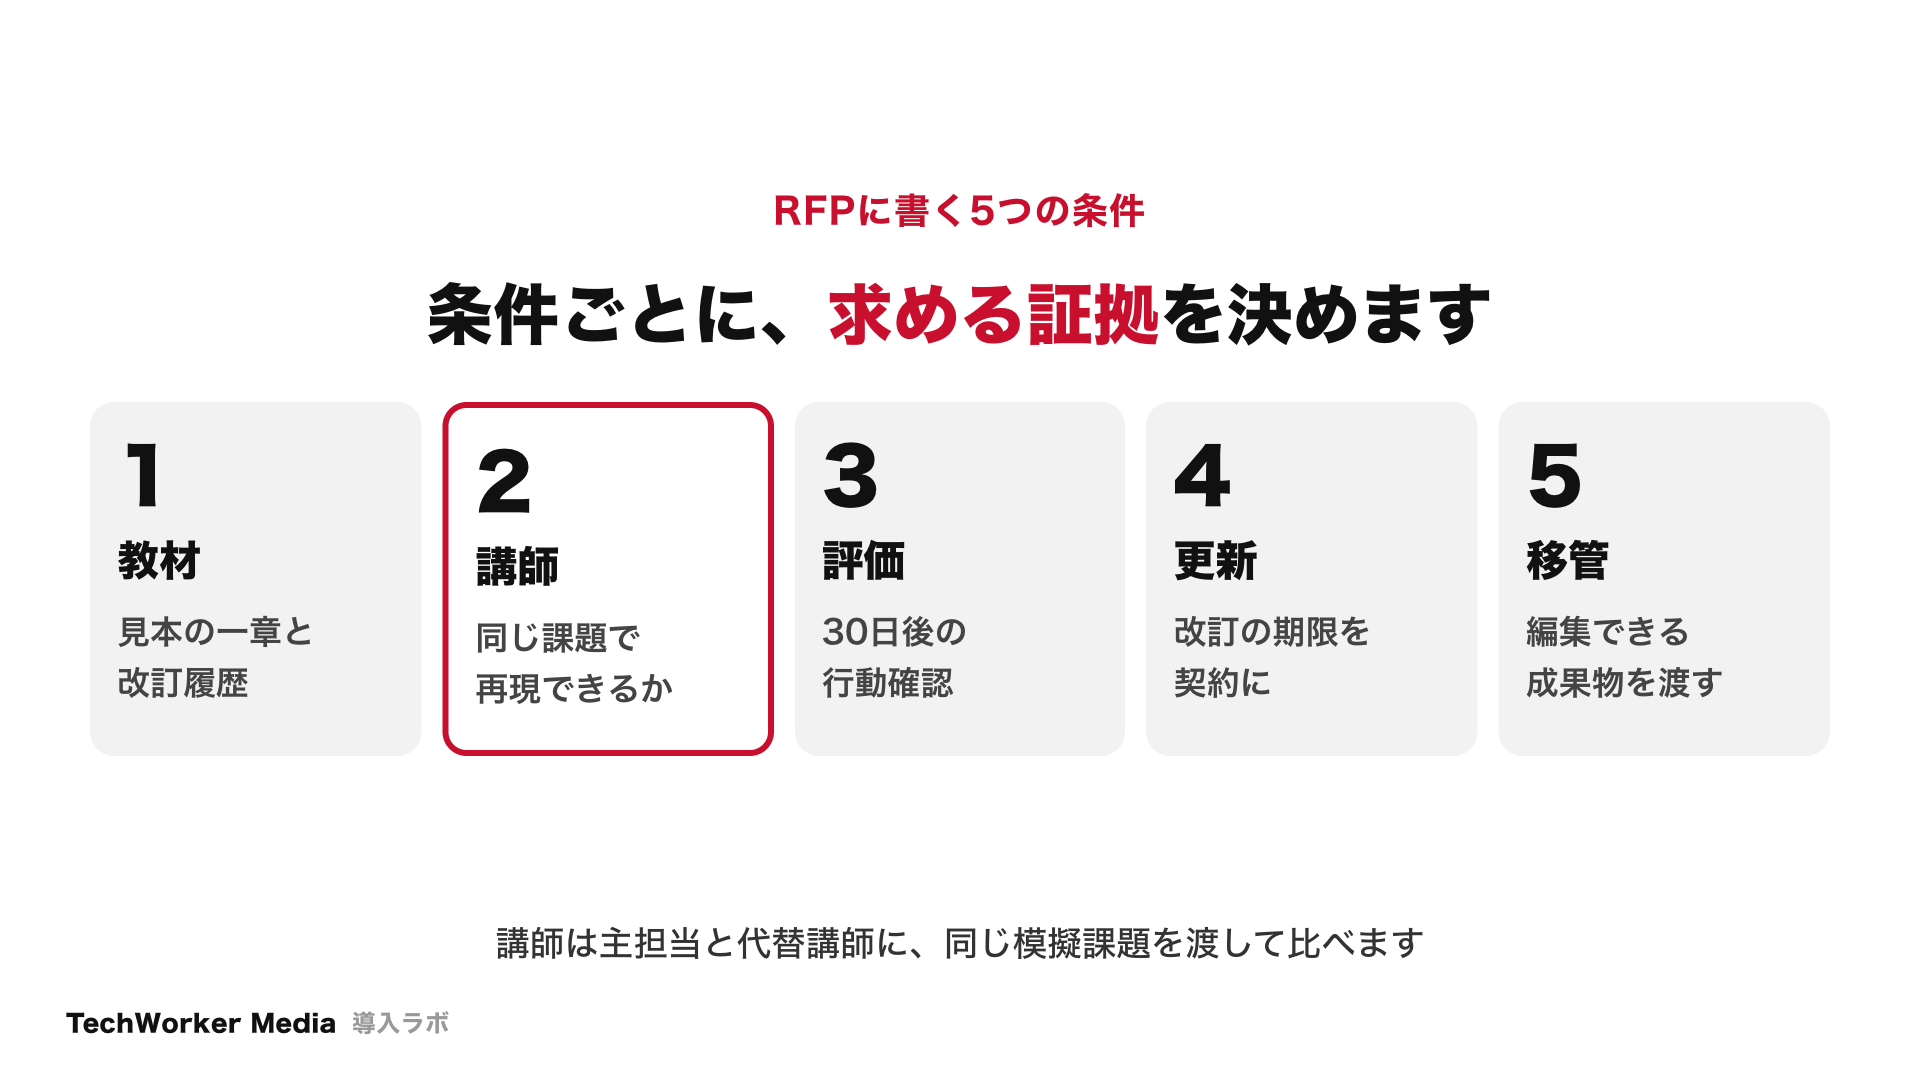 RFPに書く5つの条件
条件ごとに、求める証拠を決めます
1
教材
見本の一章と
改訂履歴
2
講師
同じ課題で
再現できるか
3
評価
30日後の
行動確認
4
更新
改訂の期限を
契約に
5
移管
編集できる
成果物を渡す
講師は主担当と代替講師に、同じ模擬課題を渡して比べます
TechWorker Media 導入ラボ